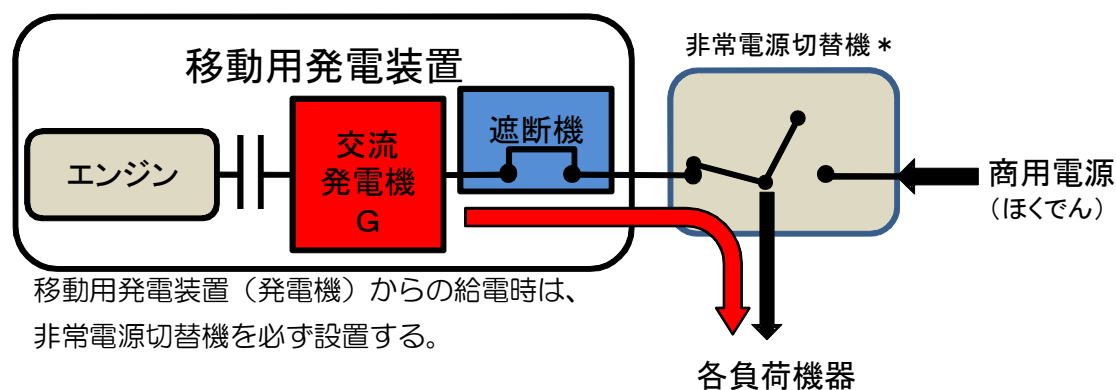 移動用発電装置
非常電源切替機*
エンジン
交流
発電機
G
遮断機
商用電源
(ほくでん)
移動用発電装置(発電機)からの給電時は、
非常電源切替機を必ず設置する。
各負荷機器